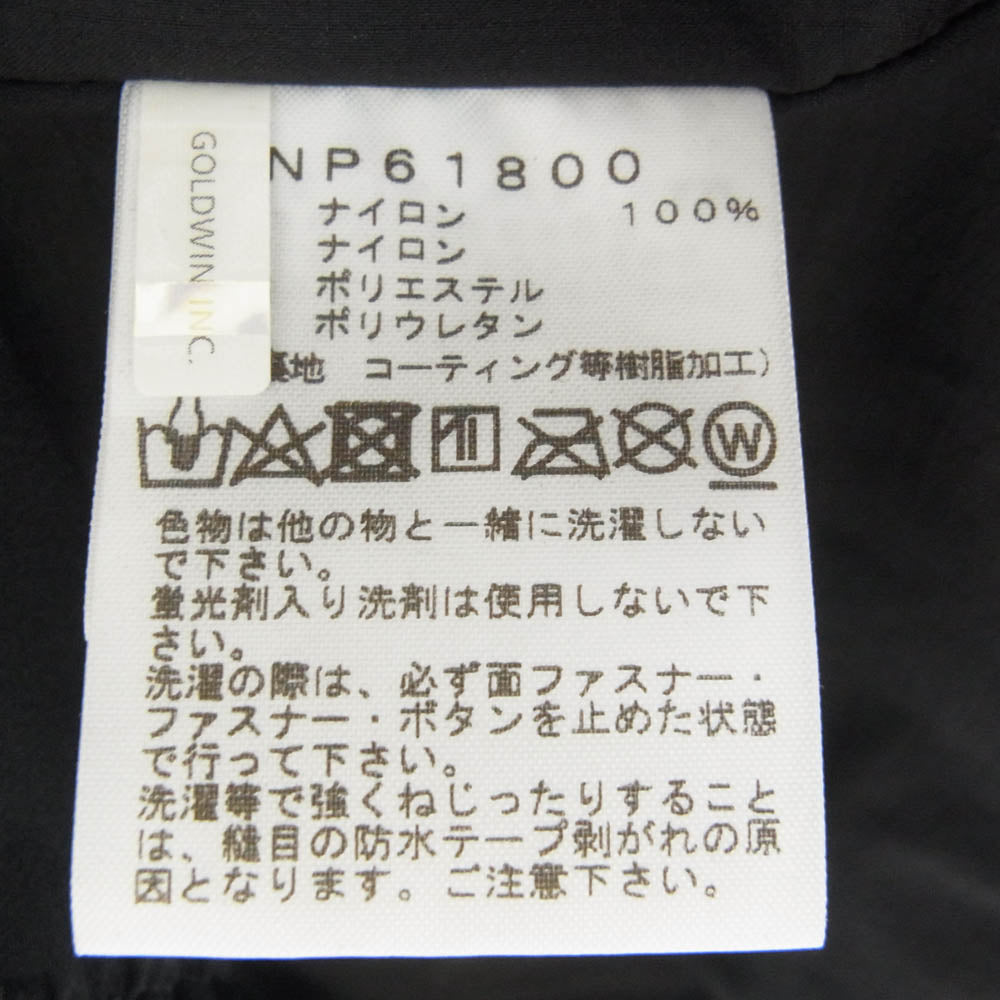 GOLDWIN INC.
NP61800
ナイロン 100%
ナイロン
ポリエステル
ポリウレタン
裏地 コーティング等樹脂加工)
W
色物は他の物と一緒に洗濯しない
で下さい。
蛍光剤入り洗剤は使用しないで下
さい。
洗濯の際は、必ず面ファスナー・
ファスナー・ボタンを止めた状態
で行って下さい。
洗濯等で強くねじったりすること
は、縫目の防水テープ剥がれの原
因となります。ご注意下さい。